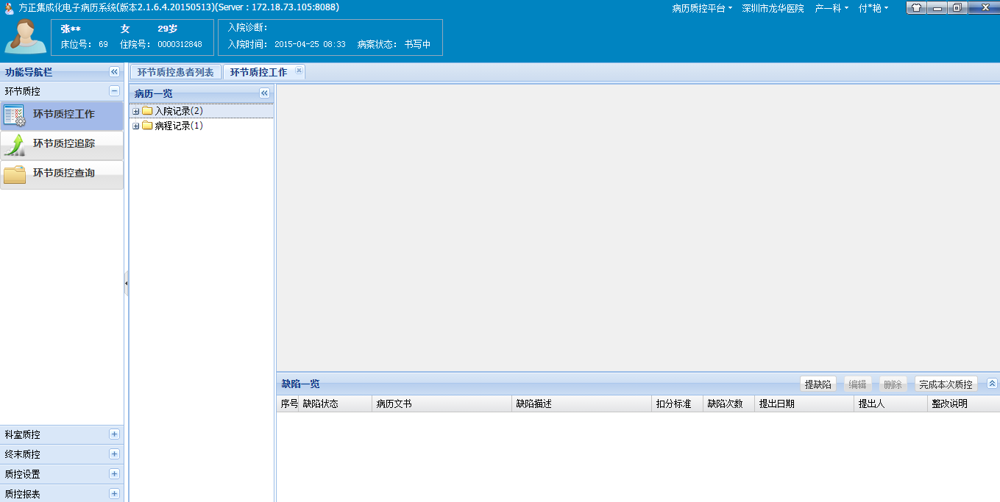 方正集成化电子病历系统(版本2.1.6.4.20150513)(Server : 172.18.73.105:8088)
病历质控平台 深圳市龙华医院 产一科 付*艳
张** 女 29岁
床位号: 69 住院号: 0000312848
入院诊断:
入院时间: 2015-04-25 08:33 病案状态: 书写中
功能导航栏
环节质控
环节质控工作
环节质控追踪
环节质控查询
科室质控
终末质控
质控设置
质控报表
环节质控患者列表 环节质控工作
病历一览
入院记录(2)
病程记录(1)
缺陷一览
提缺陷 编辑 删除 完成本次质控
序号 缺陷状态 病历文书 缺陷描述 扣分标准 缺陷次数 提出日期 提出人 整改说明